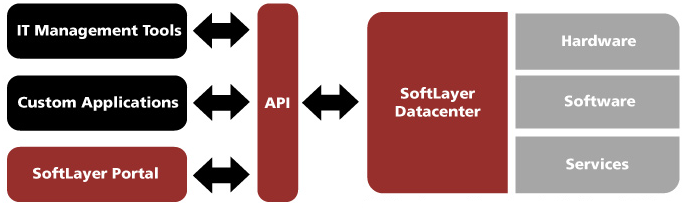 IT Management Tools
Custom Applications
SoftLayer Portal
API
SoftLayer
Datacenter
Hardware
Software
Services